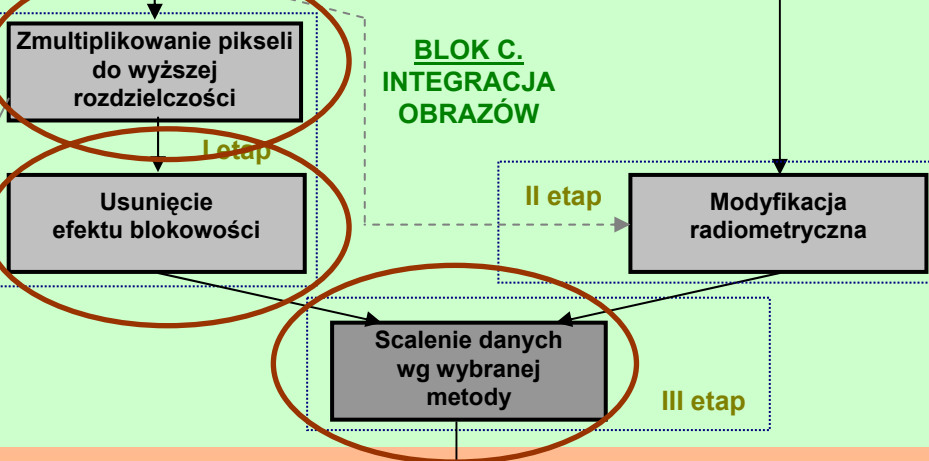 Zmultiplikowanie pikseli
do wyższej
rozdzielczości
BLOK C.
INTEGRACJA
OBRAZÓW
I etap
Usunięcie
efektu blokowości
II etap
Modyfikacja
radiometryczna
Scalenie danych
wg wybranej
metody
III etap